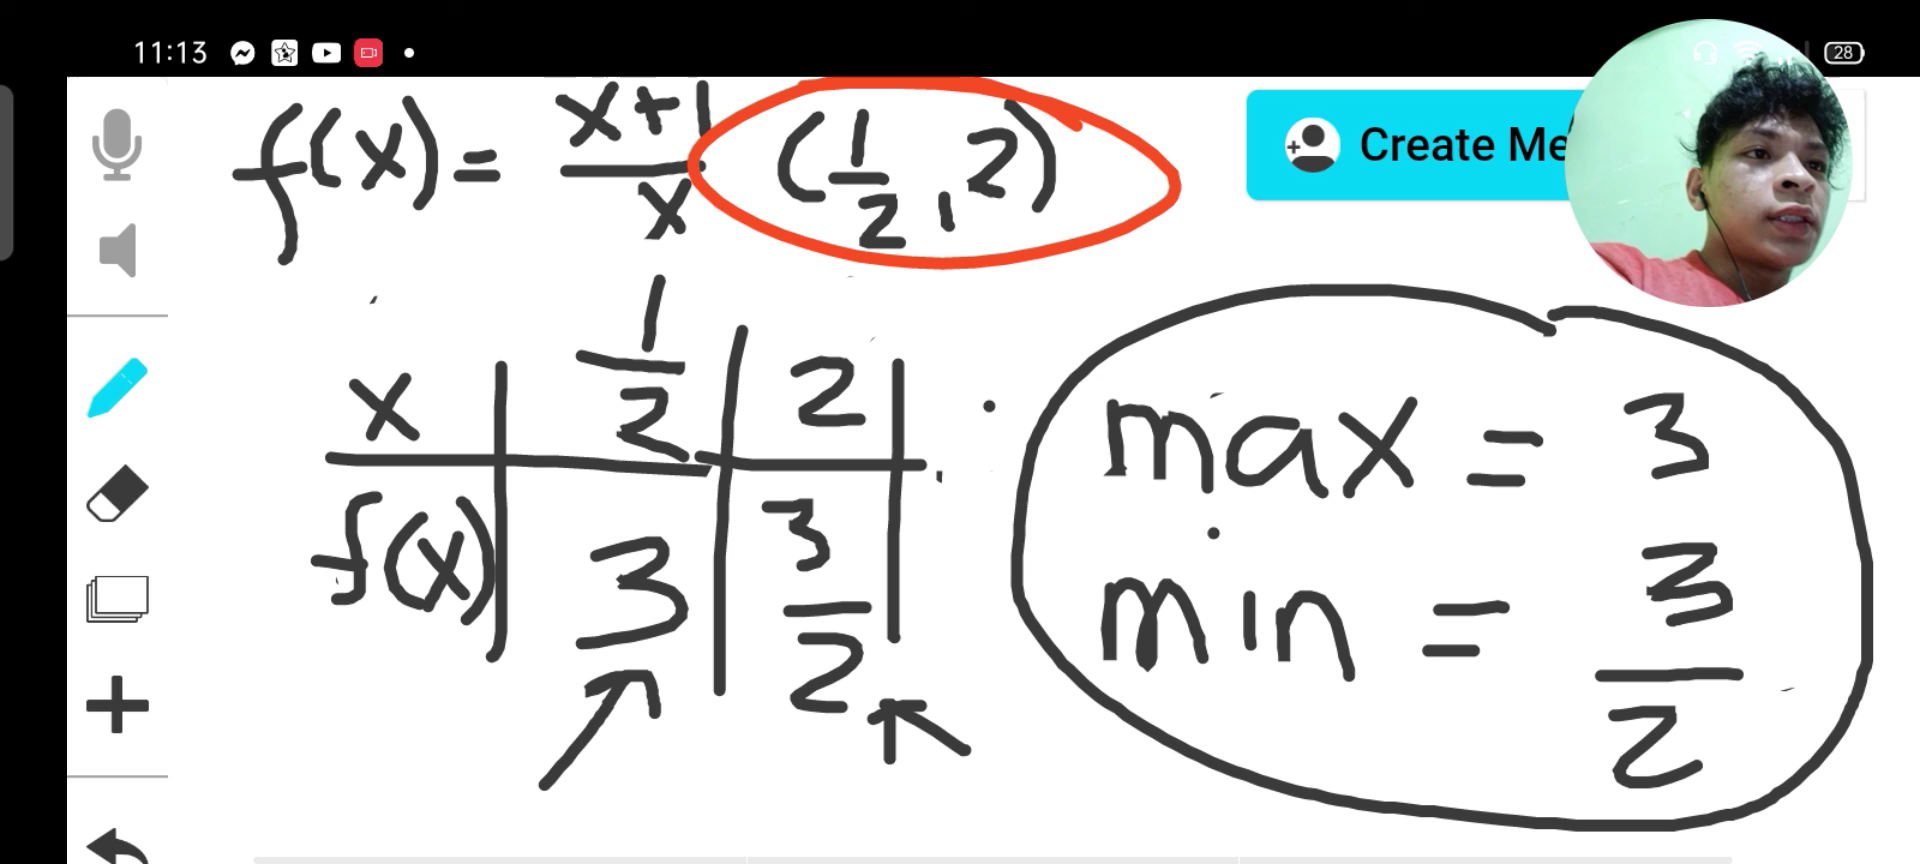 11:13
28
f(x) = x+1/x (1/2, 2)
Create Me
x | 1/2 | 2
f(x) | 3 | 3/2
max = 3
min = 3/2